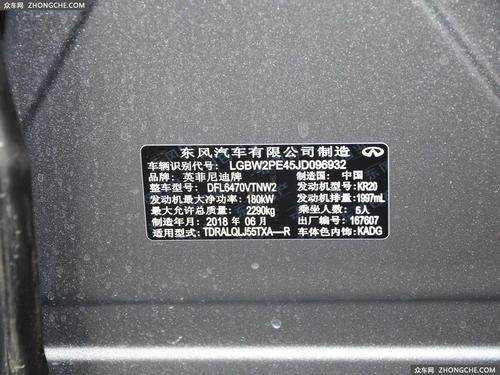 众车网 ZHONGCHE.COM
东风汽车有限公司制造
车辆识别代号: LGBW2PE45JD096932
品牌: 英菲尼迪牌 制造国: 中国
整车型号: DFL6470VTNW2 发动机型号: KR20
发动机最大净功率: 180kW 发动机排量: 1997mL
最大允许总质量: 2290kg 乘坐人数: 5人
制造年月: 2018 年 06 月 出厂编号: 167607
适用型号: TDRALQLJ55TXA—R 车体色内饰: KADG
众车网 ZHONGCHE.COM